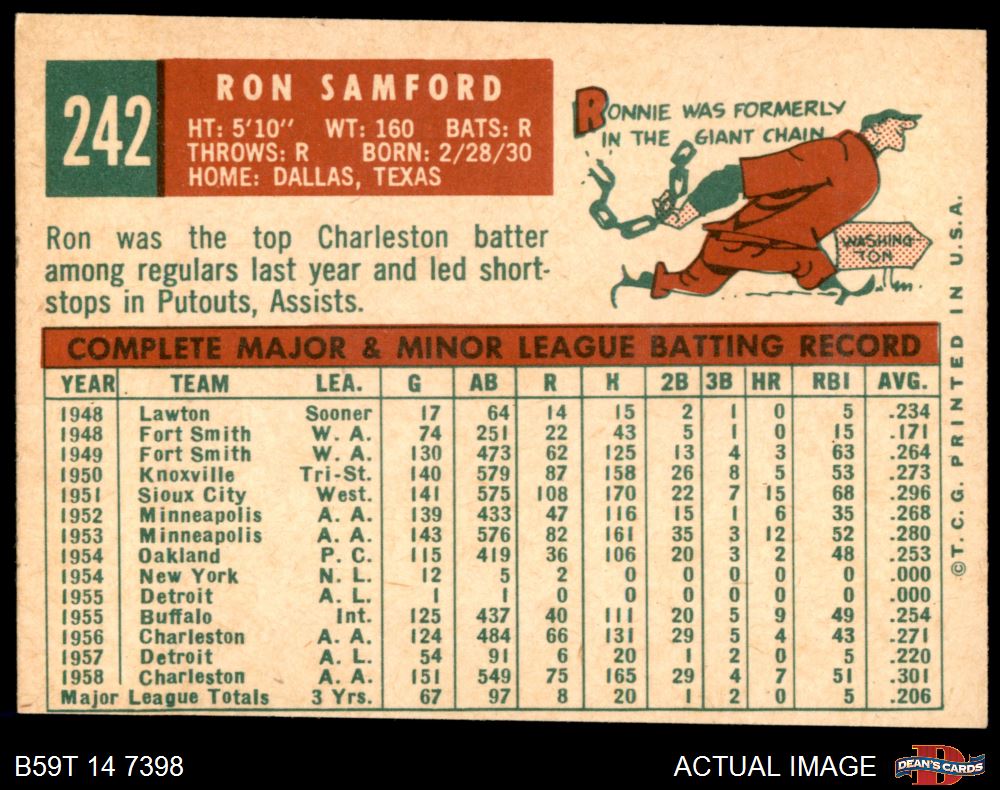 242
RON SAMFORD
HT: 5'10" WT: 160 BATS: R
THROWS: R BORN: 2/28/30
HOME: DALLAS, TEXAS
RONNIE WAS FORMERLY
IN THE GIANT CHAIN
WASHING-
TON
Ron was the top Charleston batter
among regulars last year and led short-
stops in Putouts, Assists.
COMPLETE MAJOR & MINOR LEAGUE BATTING RECORD
YEAR TEAM LEA. G AB R H 2B 3B HR RBI AVG.
1948 Lawton Sooner 17 64 14 15 2 1 0 5 .234
1948 Fort Smith W. A. 74 251 22 43 5 1 0 15 .171
1949 Fort Smith W. A. 130 473 62 125 13 4 3 63 .264
1950 Knoxville Tri-St. 140 579 87 158 26 8 5 53 .273
1951 Sioux City West. 141 575 108 170 22 7 15 68 .296
1952 Minneapolis A. A. 139 433 47 116 15 1 6 35 .268
1953 Minneapolis A. A. 143 576 82 161 35 3 12 52 .280
1954 Oakland P. C. 115 419 36 106 20 3 2 48 .253
1954 New York N. L. 12 5 2 0 0 0 0 0 .000
1955 Detroit A. L. 1 1 0 0 0 0 0 0 .000
1955 Buffalo Int. 125 437 40 111 20 5 9 49 .254
1956 Charleston A. A. 124 484 66 131 29 5 4 43 .271
1957 Detroit A. L. 54 91 6 20 1 2 0 5 .220
1958 Charleston A. A. 151 549 75 165 29 4 7 51 .301
Major League Totals 3 Yrs. 67 97 8 20 1 2 0 5 .206
©T. C. G. PRINTED IN U.S.A.
B59T 14 7398
ACTUAL IMAGE
D
DEAN'S CARDS